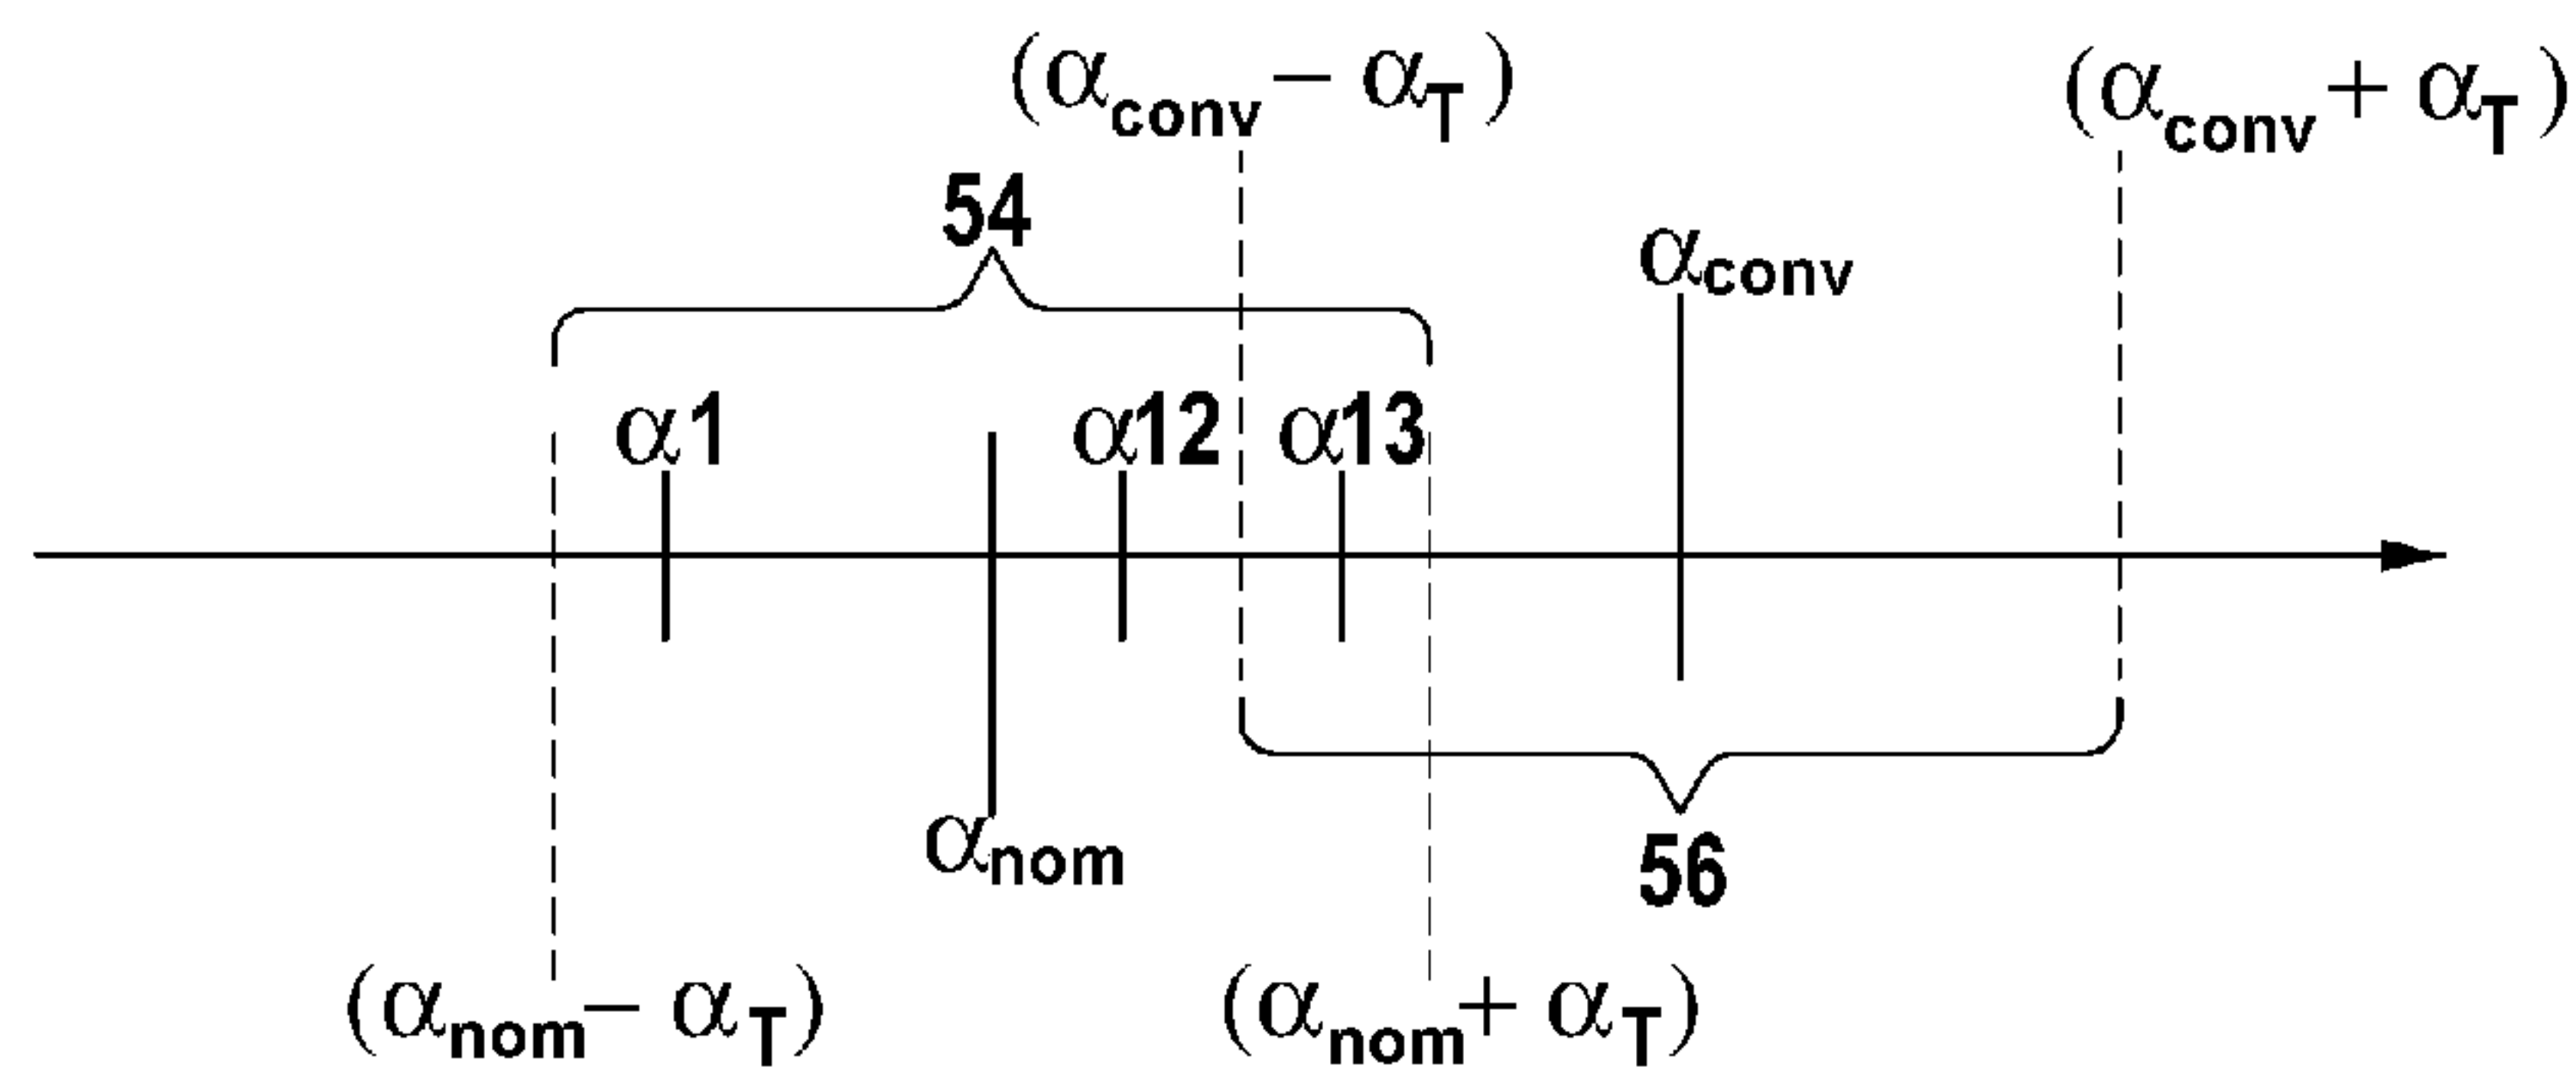 (αconv − αT)
(αconv + αT)
54
αconv
α1
α12
α13
αnom
56
(αnom − αT)
(αnom + αT)